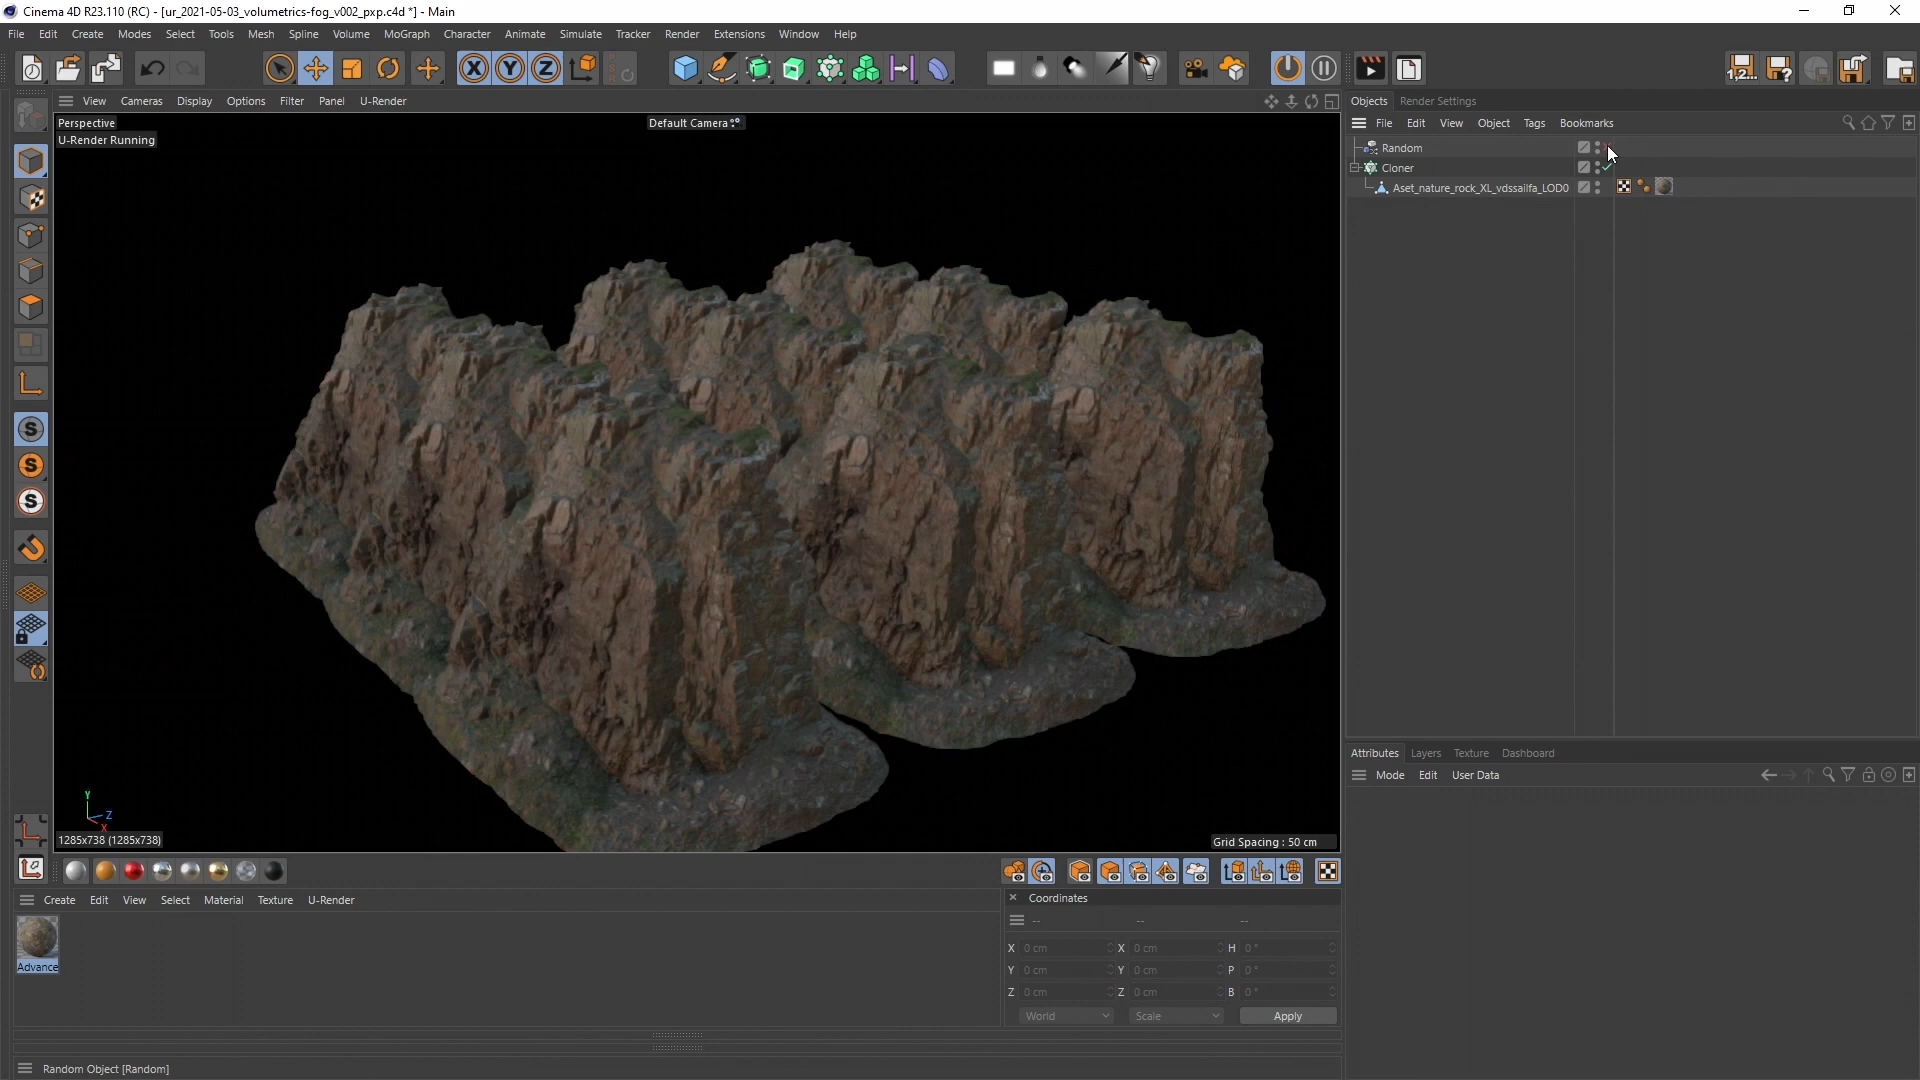 Cinema 4D R23.110 (RC) - [ur_2021-05-03_volumetrics-fog_v002_pxp.c4d *] - Main
File Edit Create Modes Select Tools Mesh Spline Volume MoGraph Character Animate Simulate Tracker Render Extensions Window Help
View Cameras Display Options Filter Panel U-Render
Perspective
Default Camera
U-Render Running
Objects Render Settings
File Edit View Object Tags Bookmarks
Random
Cloner
Aset_nature_rock_XL_vdssailfa_LOD0
Y
Z
X
1285x738 (1285x738)
Grid Spacing : 50 cm
Attributes Layers Texture Dashboard
Mode Edit User Data
Create Edit View Select Material Texture U-Render
Advance
Coordinates
-- -- --
X 0 cm X 0 cm H 0 °
Y 0 cm Y 0 cm P 0 °
Z 0 cm Z 0 cm B 0 °
World Scale Apply
Random Object [Random]